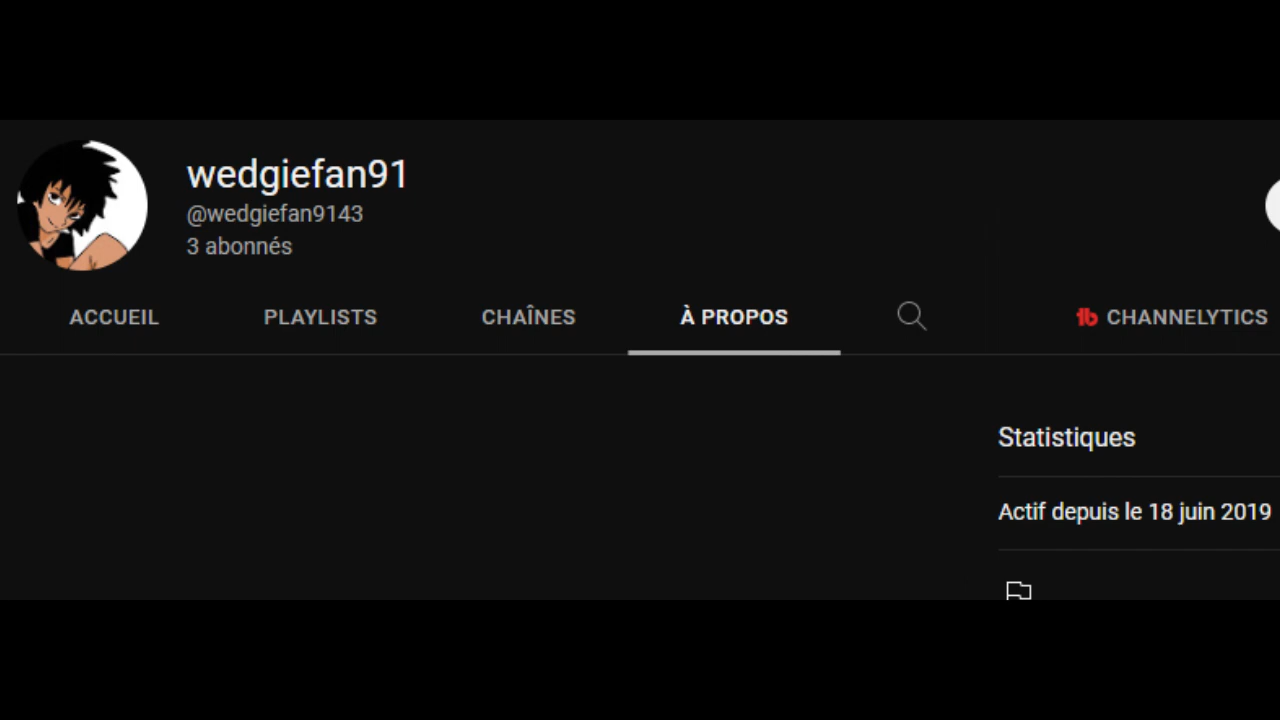 wedgiefan91
@wedgiefan9143
3 abonnés
ACCUEIL PLAYLISTS CHAÎNES À PROPOS CHANNELYTICS
Statistiques
Actif depuis le 18 juin 2019